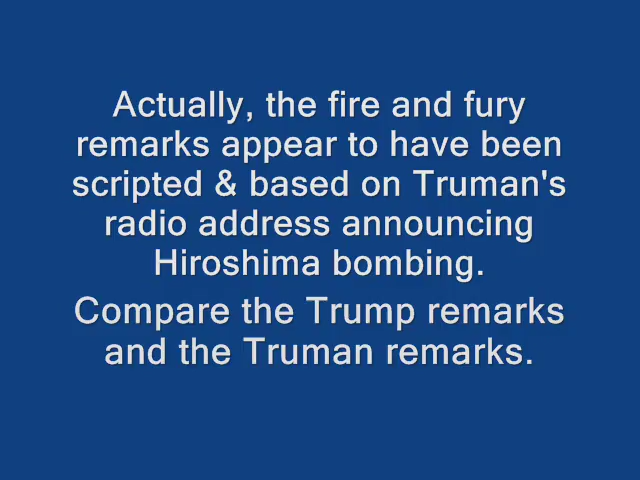 Actually, the fire and fury
remarks appear to have been
scripted & based on Truman's
radio address announcing
Hiroshima bombing.
Compare the Trump remarks
and the Truman remarks.